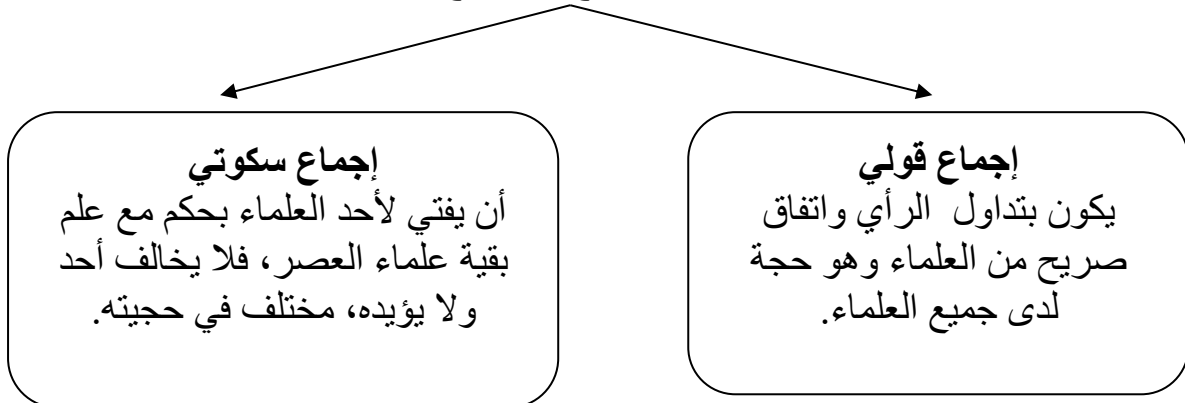 إجماع قولي
يكون بتداول الرأي واتفاق
صريح من العلماء وهو حجة
لدى جميع العلماء.
إجماع سكوتي
أن يفتي لأحد العلماء بحكم مع علم
بقية علماء العصر، فلا يخالف أحد
ولا يؤيده، مختلف في حجيته.